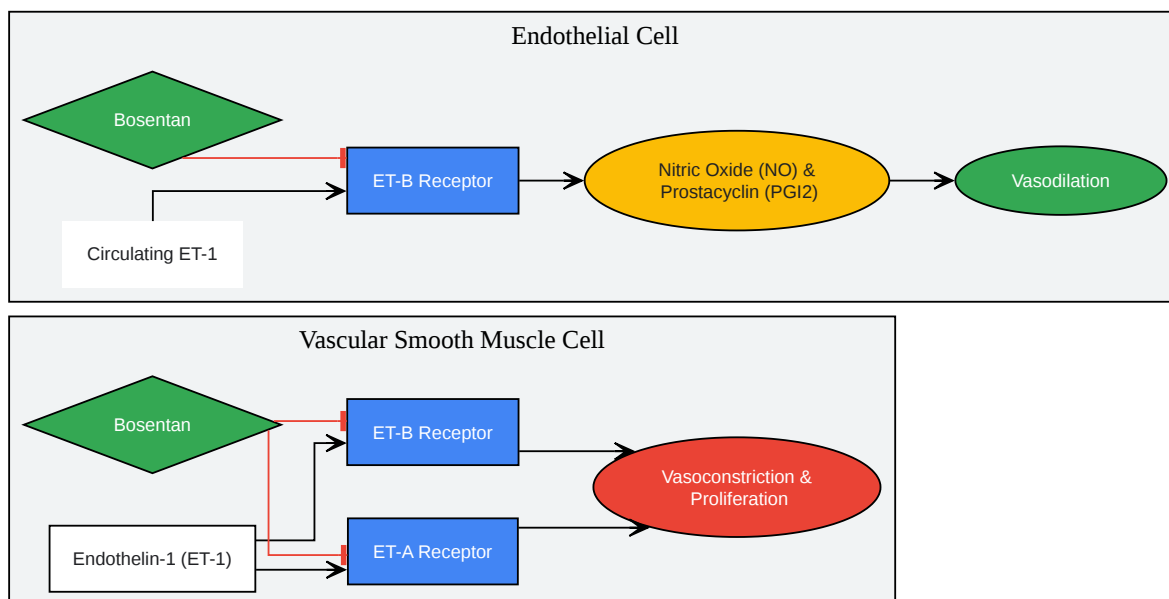 Endothelial Cell
Bosentan
ET-B Receptor
Nitric Oxide (NO) &
Prostacyclin (PGI2)
Vasodilation
Circulating ET-1
Vascular Smooth Muscle Cell
Bosentan
ET-B Receptor
Vasoconstriction &
Proliferation
Endothelin-1 (ET-1)
ET-A Receptor